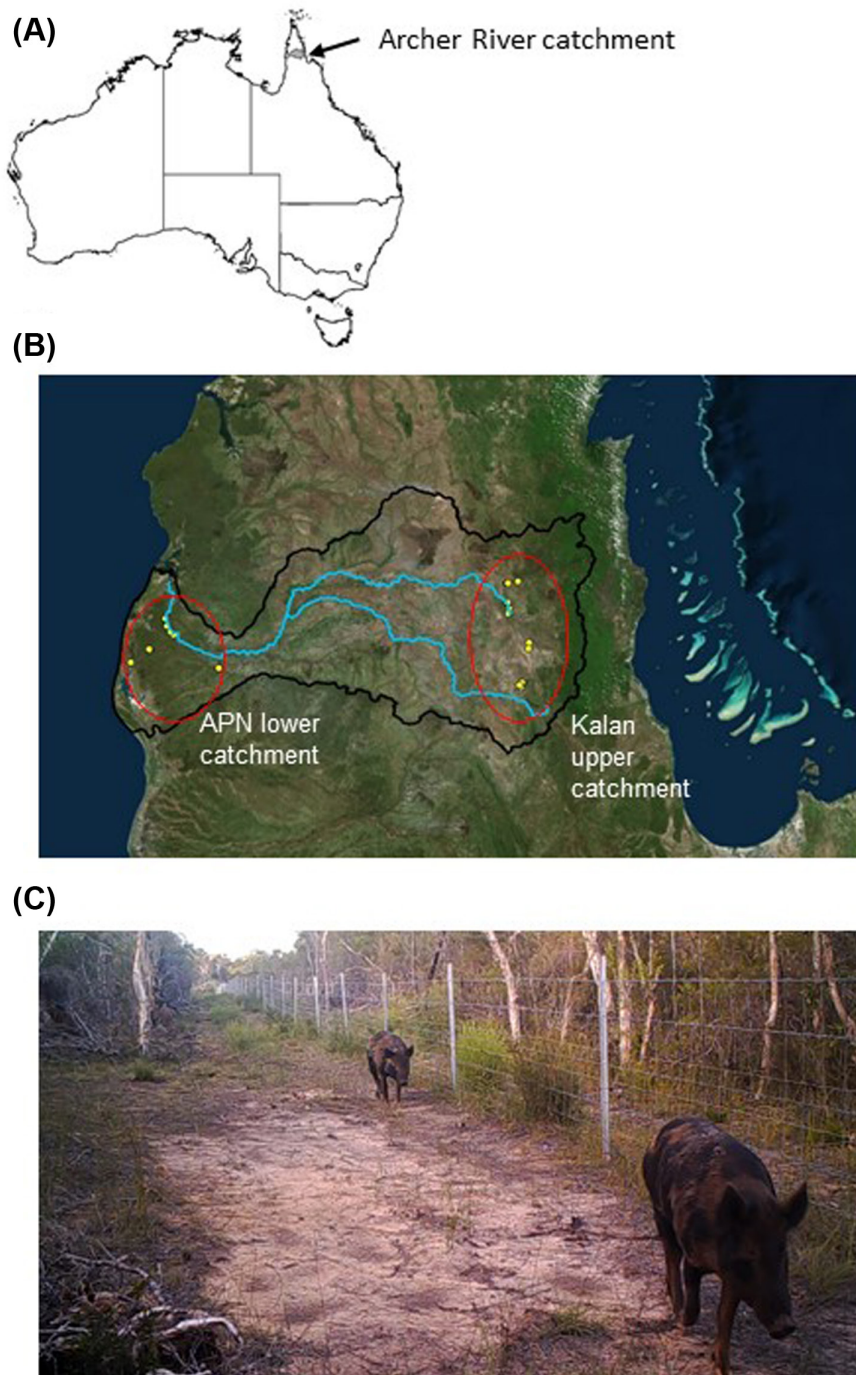 (A)
Archer River catchment
(B)
APN lower
catchment
Kalan
upper
catchment
(C)